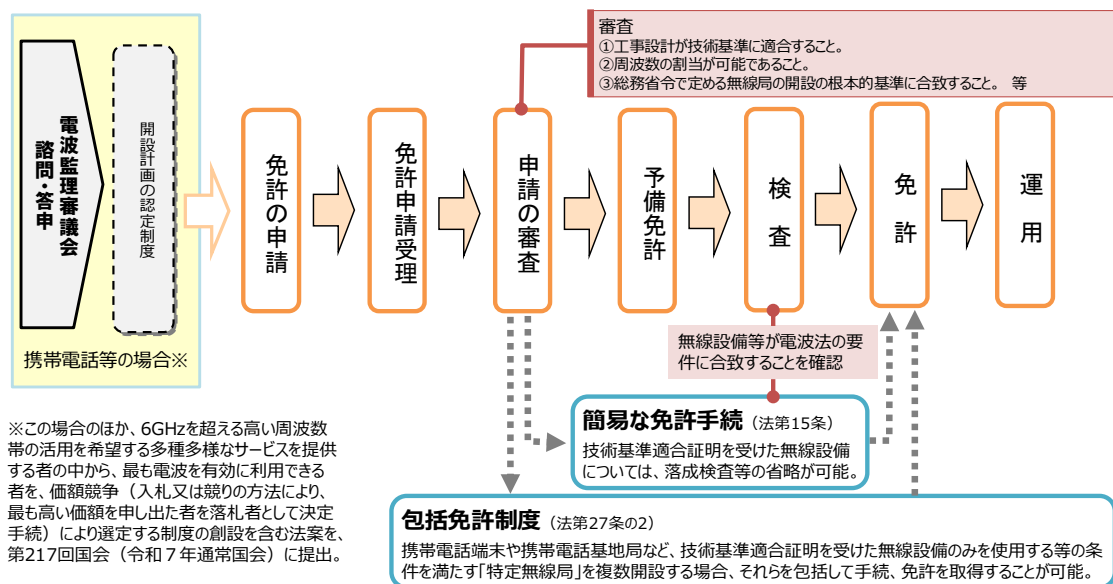 審査
①工事設計が技術基準に適合すること。
②周波数の割当が可能であること。
③総務省令で定める無線局の開設の根本的基準に合致すること。 等
電波監理審議会
諮問・答申
開設計画の認定制度
携帯電話等の場合※
免許の申請
免許申請受理
申請の審査
予備免許
検査
免許
運用
無線設備等が電波法の要
件に合致することを確認
簡易な免許手続（法第15条）
技術基準適合証明を受けた無線設備
については、落成検査等の省略が可能。
※この場合のほか、6GHzを超える高い周波数
帯の活用を希望する多種多様なサービスを提供
する者の中から、最も電波を有効に利用できる
者を、価額競争（入札又は競りの方法により、
最も高い価額を申し出た者を落札者として決定
手続）により選定する制度の創設を含む法案を、
第217回国会（令和７年通常国会）に提出。
包括免許制度（法第27条の2）
携帯電話端末や携帯電話基地局など、技術基準適合証明を受けた無線設備のみを使用する等の条
件を満たす「特定無線局」を複数開設する場合、それらを包括して手続、免許を取得することが可能。